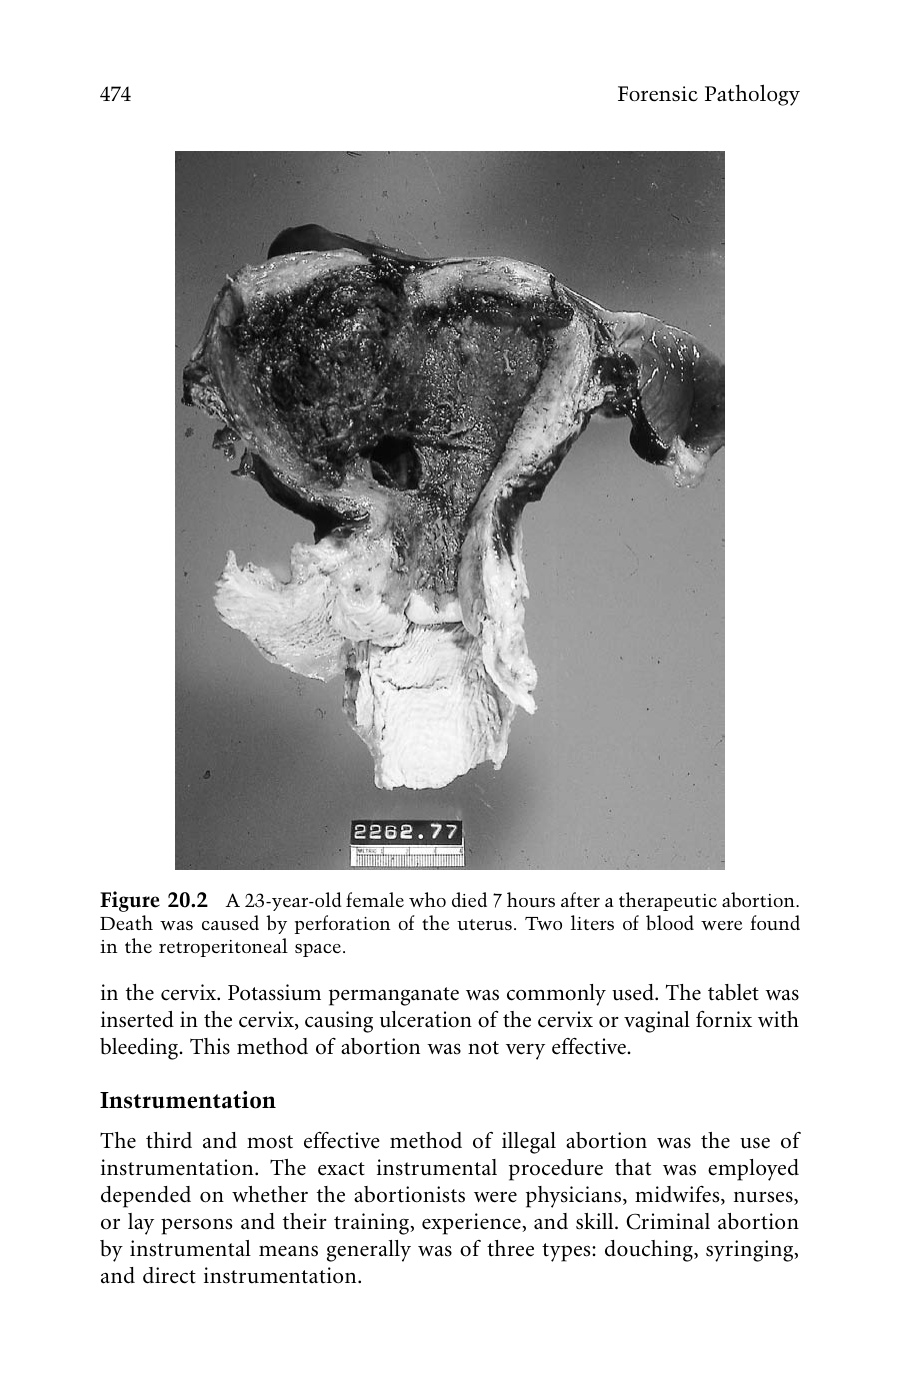 474
Forensic Pathology
2262.77
METRIC 1 2 3 4
Figure 20.2 A 23-year-old female who died 7 hours after a therapeutic abortion.
Death was caused by perforation of the uterus. Two liters of blood were found
in the retroperitoneal space.
in the cervix. Potassium permanganate was commonly used. The tablet was
inserted in the cervix, causing ulceration of the cervix or vaginal fornix with
bleeding. This method of abortion was not very effective.
Instrumentation
The third and most effective method of illegal abortion was the use of
instrumentation. The exact instrumental procedure that was employed
depended on whether the abortionists were physicians, midwifes, nurses,
or lay persons and their training, experience, and skill. Criminal abortion
by instrumental means generally was of three types: douching, syringing,
and direct instrumentation.